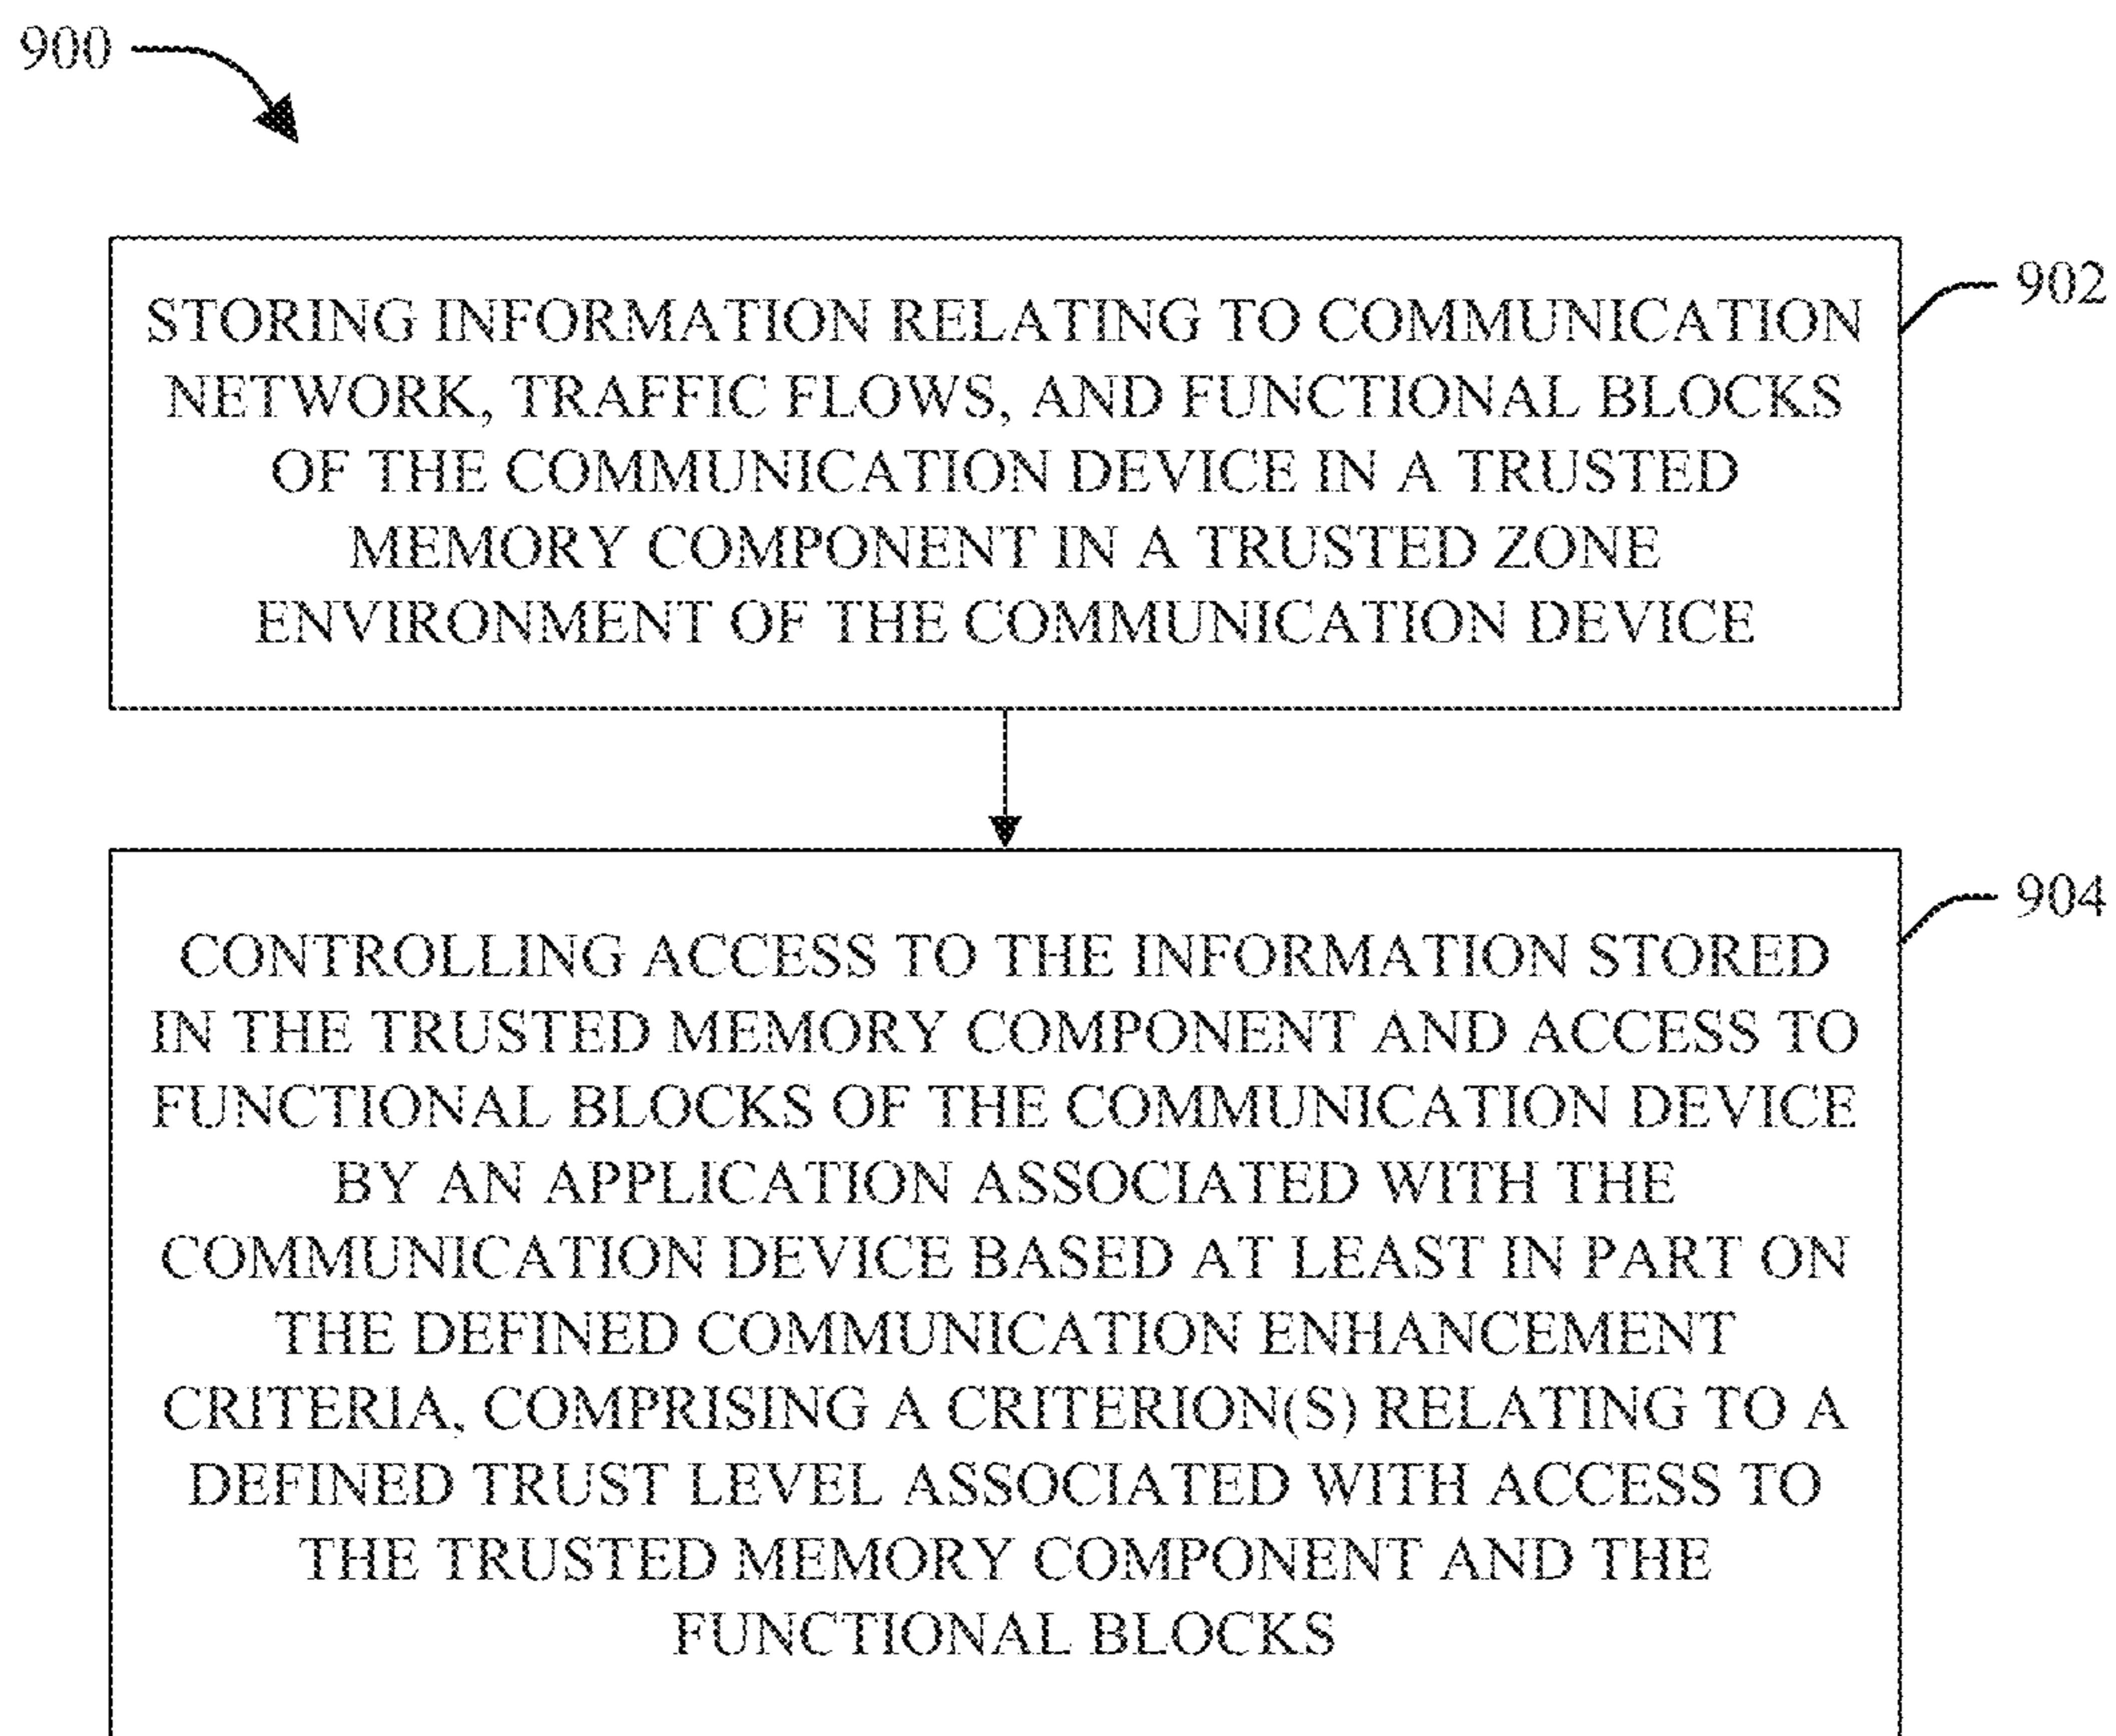 900
902
STORING INFORMATION RELATING TO COMMUNICATION
NETWORK, TRAFFIC FLOWS, AND FUNCTIONAL BLOCKS
OF THE COMMUNICATION DEVICE IN A TRUSTED
MEMORY COMPONENT IN A TRUSTED ZONE
ENVIRONMENT OF THE COMMUNICATION DEVICE
904
CONTROLLING ACCESS TO THE INFORMATION STORED
IN THE TRUSTED MEMORY COMPONENT AND ACCESS TO
FUNCTIONAL BLOCKS OF THE COMMUNICATION DEVICE
BY AN APPLICATION ASSOCIATED WITH THE
COMMUNICATION DEVICE BASED AT LEAST IN PART ON
THE DEFINED COMMUNICATION ENHANCEMENT
CRITERIA, COMPRISING A CRITERION(S) RELATING TO A
DEFINED TRUST LEVEL ASSOCIATED WITH ACCESS TO
THE TRUSTED MEMORY COMPONENT AND THE
FUNCTIONAL BLOCKS